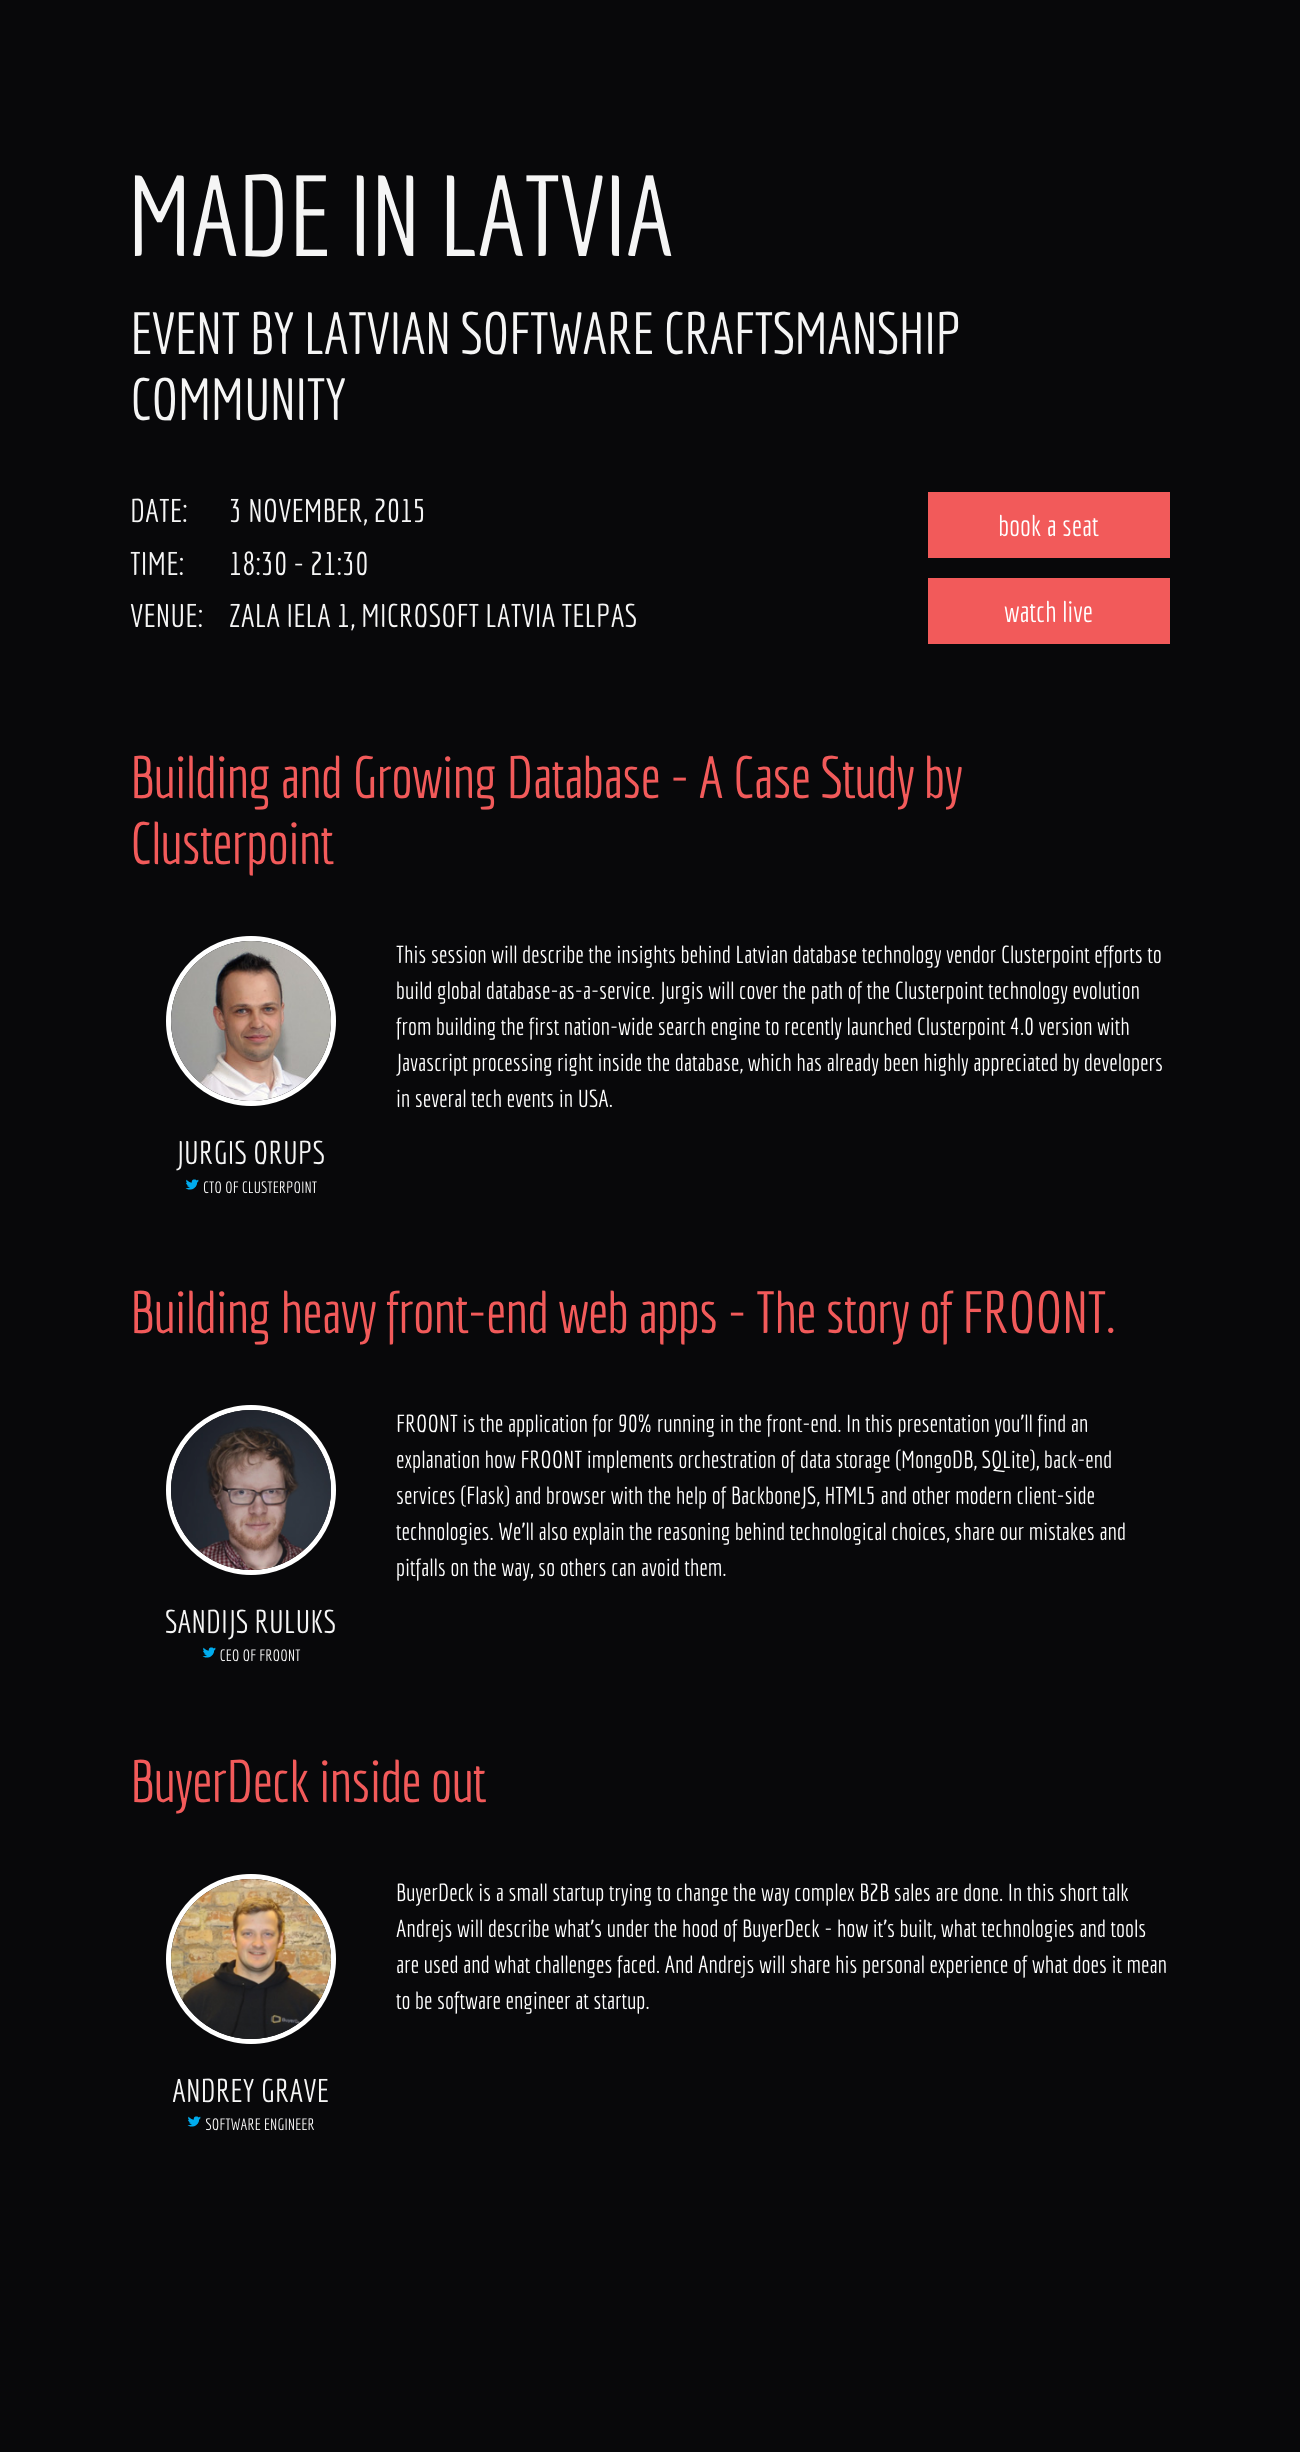 MADE IN LATVIA
EVENT BY LATVIAN SOFTWARE CRAFTSMANSHIP
COMMUNITY
DATE: 3 NOVEMBER, 2015
TIME: 18:30 - 21:30
VENUE: ZALA IELA 1, MICROSOFT LATVIA TELPAS
book a seat
watch live
Building and Growing Database - A Case Study by
Clusterpoint
This session will describe the insights behind Latvian database technology vendor Clusterpoint efforts to
build global database-as-a-service. Jurgis will cover the path of the Clusterpoint technology evolution
from building the first nation-wide search engine to recently launched Clusterpoint 4.0 version with
Javascript processing right inside the database, which has already been highly appreciated by developers
in several tech events in USA.
JURGIS ORUPS
CTO OF CLUSTERPOINT
Building heavy front-end web apps - The story of FROONT.
FROONT is the application for 90% running in the front-end. In this presentation you'll find an
explanation how FROONT implements orchestration of data storage (MongoDB, SQLite), back-end
services (Flask) and browser with the help of BackboneJS, HTML5 and other modern client-side
technologies. We'll also explain the reasoning behind technological choices, share our mistakes and
pitfalls on the way, so others can avoid them.
SANDIJS RULUKS
CEO OF FROONT
BuyerDeck inside out
BuyerDeck is a small startup trying to change the way complex B2B sales are done. In this short talk
Andrejs will describe what's under the hood of BuyerDeck - how it's built, what technologies and tools
are used and what challenges faced. And Andrejs will share his personal experience of what does it mean
to be software engineer at startup.
ANDREY GRAVE
SOFTWARE ENGINEER